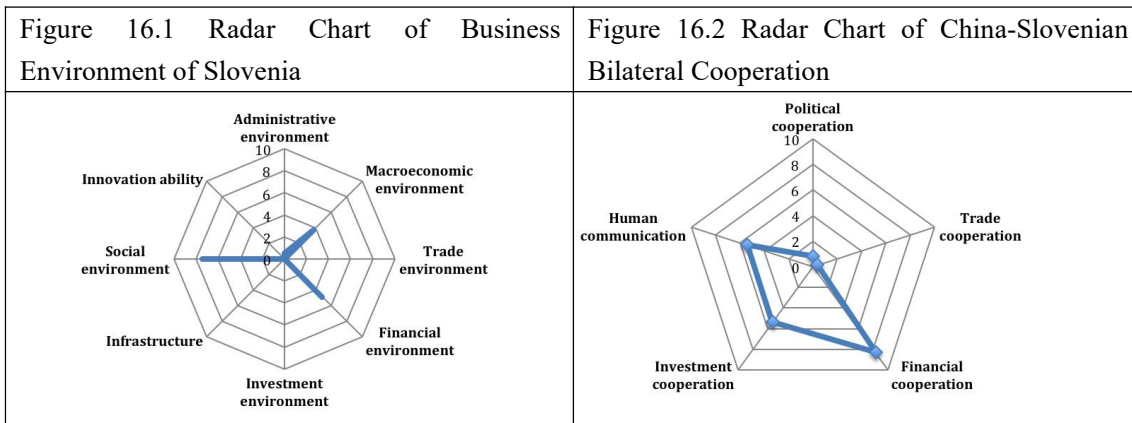 Figure 16.1 Radar Chart of Business
Environment of Slovenia
Figure 16.2 Radar Chart of China-Slovenian
Bilateral Cooperation
Administrative
environment
10
8
6
4
2
0
Macroeconomic
environment
Trade
environment
Financial
environment
Investment
environment
Infrastructure
Social
environment
Innovation ability
Political
cooperation
10
8
6
4
2
0
Trade
cooperation
Financial
cooperation
Investment
cooperation
Human
communication